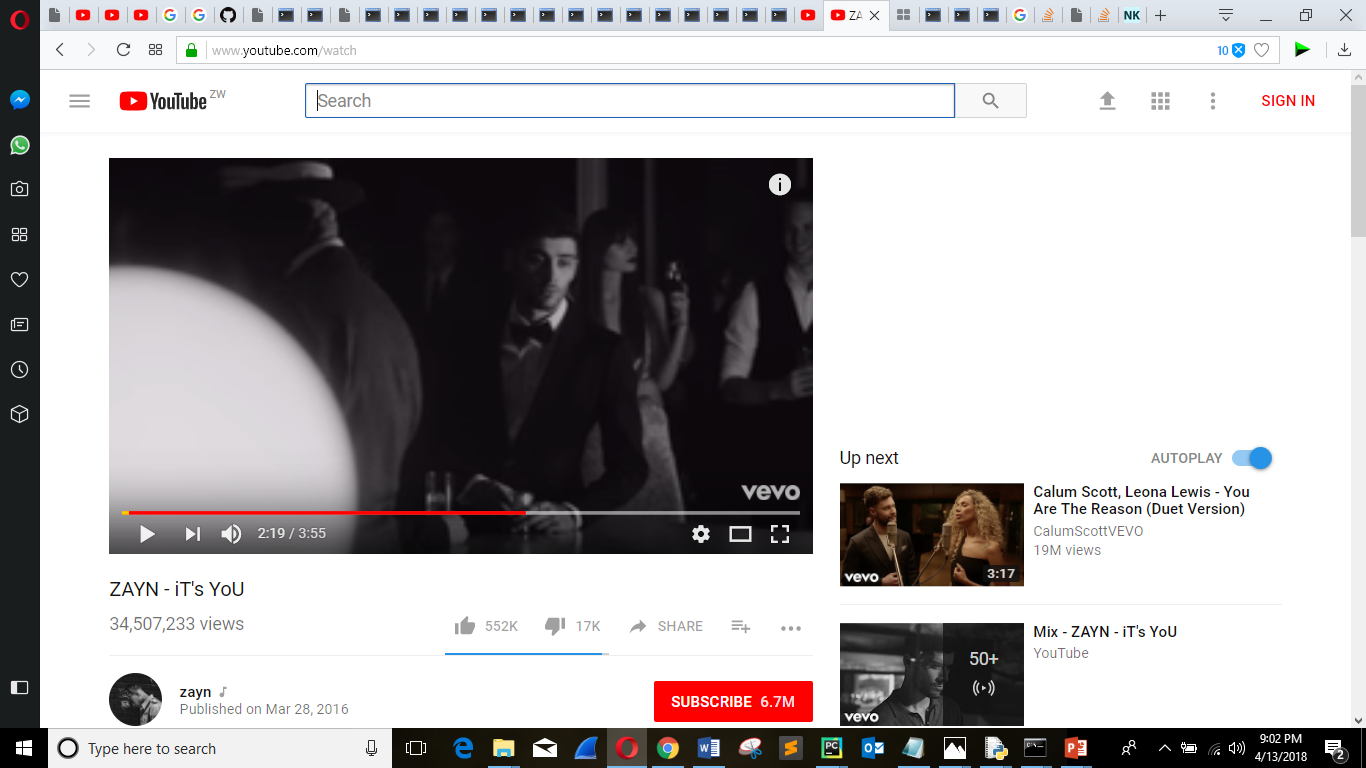 ZA
NK
www.youtube.com/watch
10
YouTube ZW
Search
SIGN IN
vevo
2:19 / 3:55
ZAYN - iT's YoU
34,507,233 views
552K
17K
SHARE
zayn
Published on Mar 28, 2016
SUBSCRIBE 6.7M
Up next
AUTOPLAY
Calum Scott, Leona Lewis - You
Are The Reason (Duet Version)
CalumScottVEVO
19M views
vevo
3:17
Mix - ZAYN - iT's YoU
YouTube
50+
vevo
Type here to search
PC
9:02 PM
4/13/2018
2